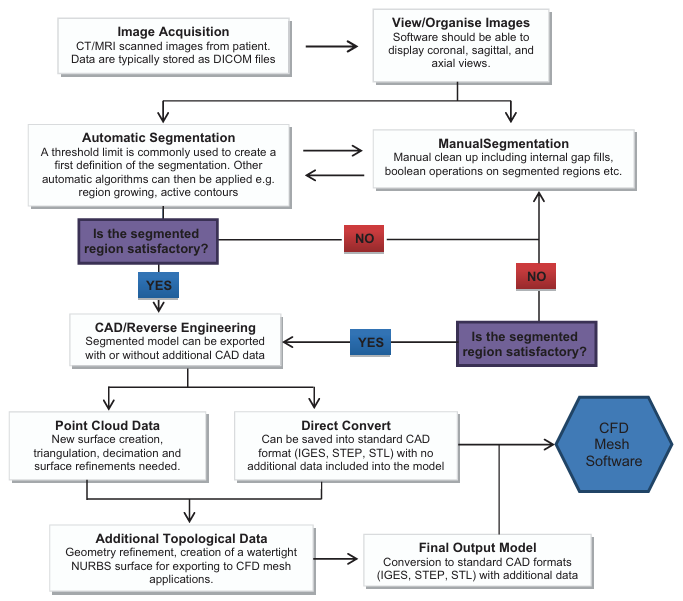 Image Acquisition
CT/MRI scanned images from patient.
Data are typically stored as DICOM files
View/Organise Images
Software should be able to
display coronal, sagittal, and
axial views.
Automatic Segmentation
A threshold limit is commonly used to create a
first definition of the segmentation. Other
automatic algorithms can then be applied e.g.
region growing, active contours
ManualSegmentation
Manual clean up including internal gap fills,
boolean operations on segmented regions etc.
Is the segmented
region satisfactory?
NO
NO
YES
CAD/Reverse Engineering
Segmented model can be exported
with or without additional CAD data
YES
Is the segmented
region satisfactory?
Point Cloud Data
New surface creation,
triangulation, decimation and
surface refinements needed.
Direct Convert
Can be saved into standard CAD
format (IGES, STEP, STL) with no
additional data included into the model
CFD
Mesh
Software
Additional Topological Data
Geometry refinement, creation of a watertight
NURBS surface for exporting to CFD mesh
applications.
Final Output Model
Conversion to standard CAD formats
(IGES, STEP, STL) with additional data